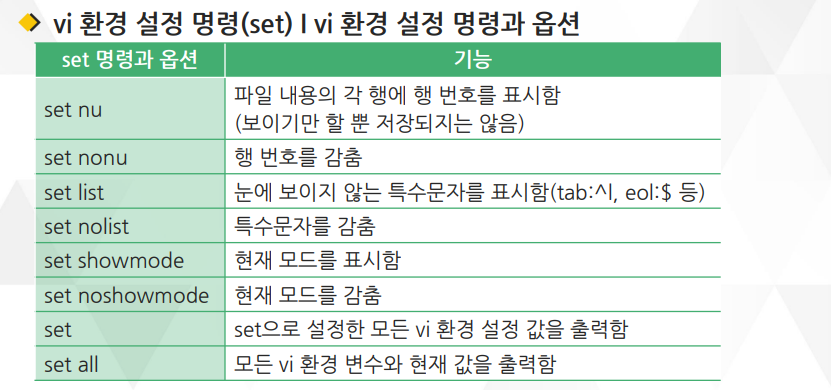 vi 환경 설정 명령(set) I vi 환경 설정 명령과 옵션
set 명령과 옵션 기능
set nu 파일 내용의 각 행에 행 번호를 표시함
(보이기만 할 뿐 저장되지는 않음)
set nonu 행 번호를 감춤
set list 눈에 보이지 않는 특수문자를 표시함(tab:^I, eol:$ 등)
set nolist 특수문자를 감춤
set showmode 현재 모드를 표시함
set noshowmode 현재 모드를 감춤
set set으로 설정한 모든 vi 환경 설정 값을 출력함
set all 모든 vi 환경 변수와 현재 값을 출력함